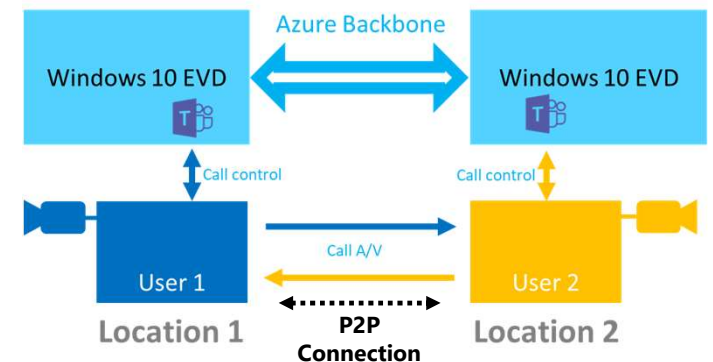 Azure Backbone
Windows 10 EVD
Windows 10 EVD
T
T
Call control
Call control
Call A/V
User 1
User 2
P2P
Connection
Location 1
Location 2